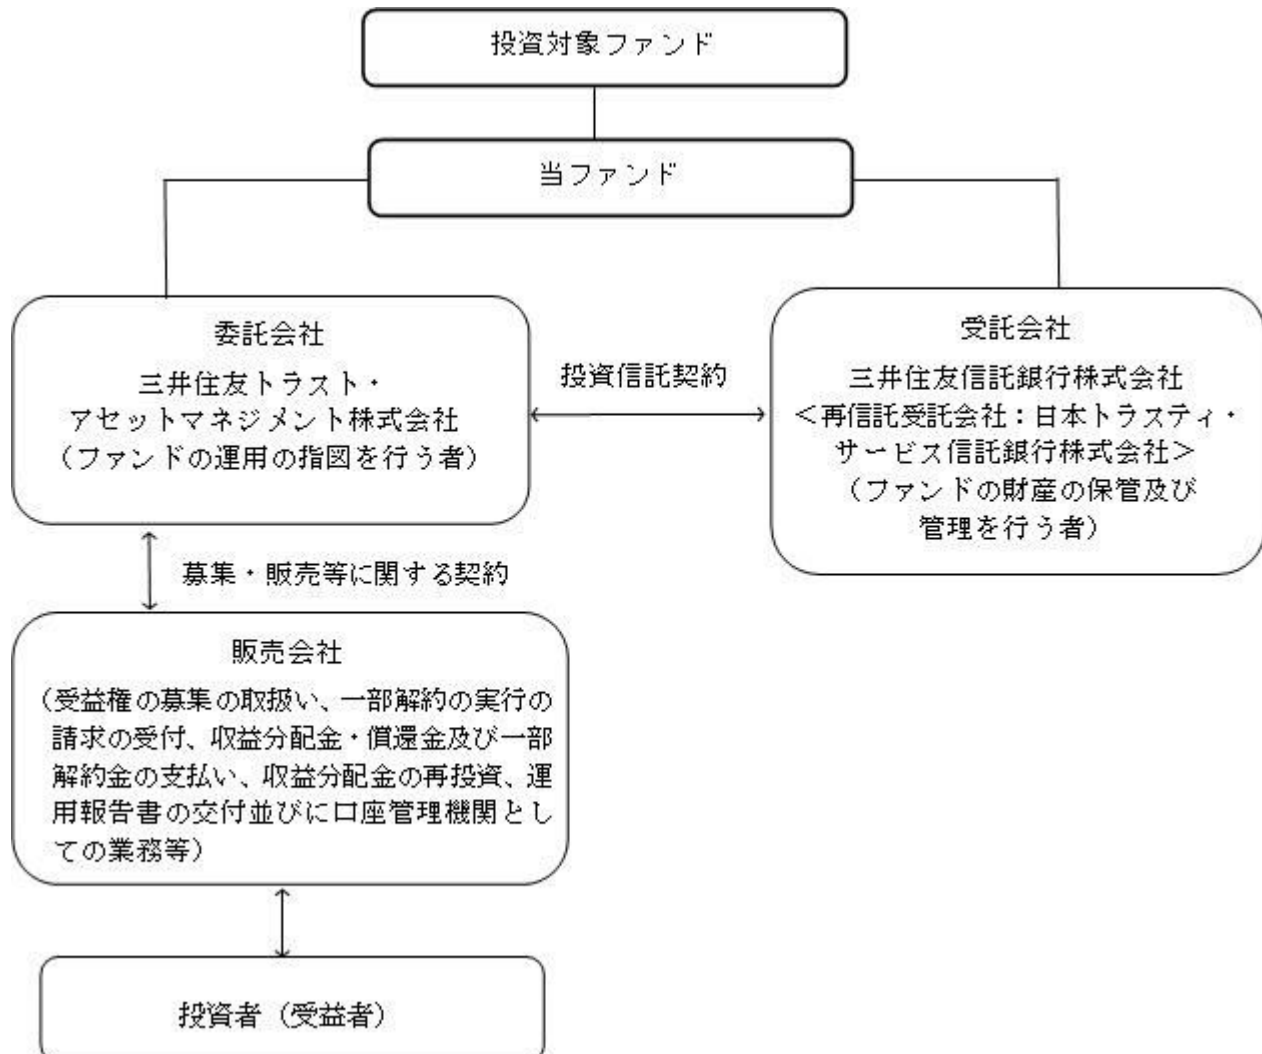 投資対象ファンド
当ファンド
委託会社
三井住友トラスト・
アセットマネジメント株式会社
（ファンドの運用の指図を行う者）
投資信託契約
受託会社
三井住友信託銀行株式会社
＜再信託受託会社：日本トラスティ・
サービス信託銀行株式会社＞
（ファンドの財産の保管及び
管理を行う者）
募集・販売等に関する契約
販売会社
（受益権の募集の取扱い、一部解約の実行の
請求の受付、収益分配金・償還金及び一部
解約金の支払い、収益分配金の再投資、運
用報告書の交付並びに口座管理機関とし
ての業務等）
投資者（受益者）